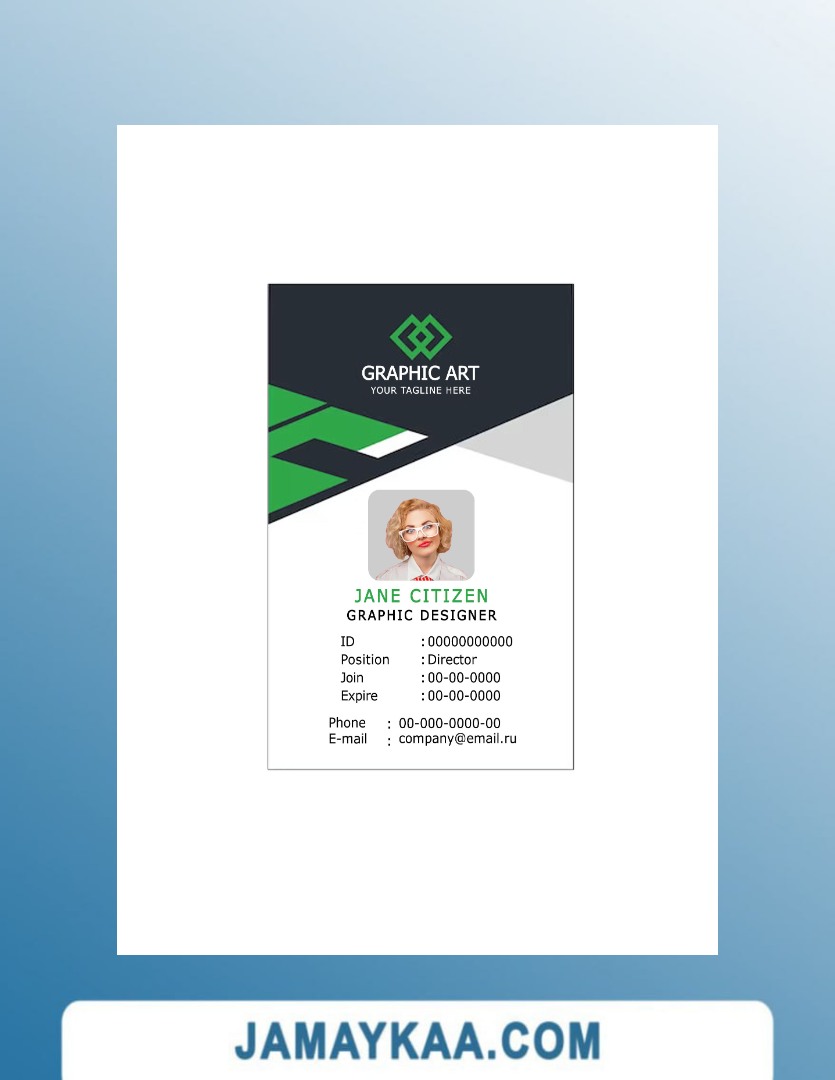 GRAPHIC ART
YOUR TAGLINE HERE
JANE CITIZEN
GRAPHIC DESIGNER
ID : 00000000000
Position : Director
Join : 00-00-0000
Expire : 00-00-0000
Phone : 00-000-0000-00
E-mail : company@email.ru
JAMAYKAA.COM